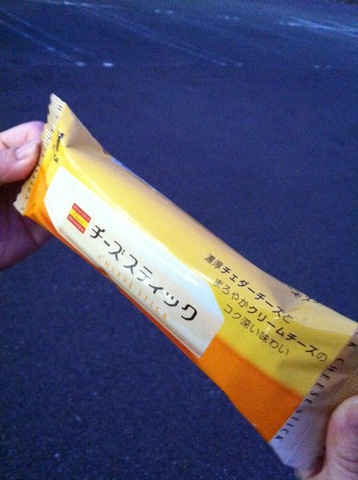 チーズスティック
CHEESE STICK
濃厚チェダーチーズと
まろやかクリームチーズの
コク深い味わい
CHEESE STICK